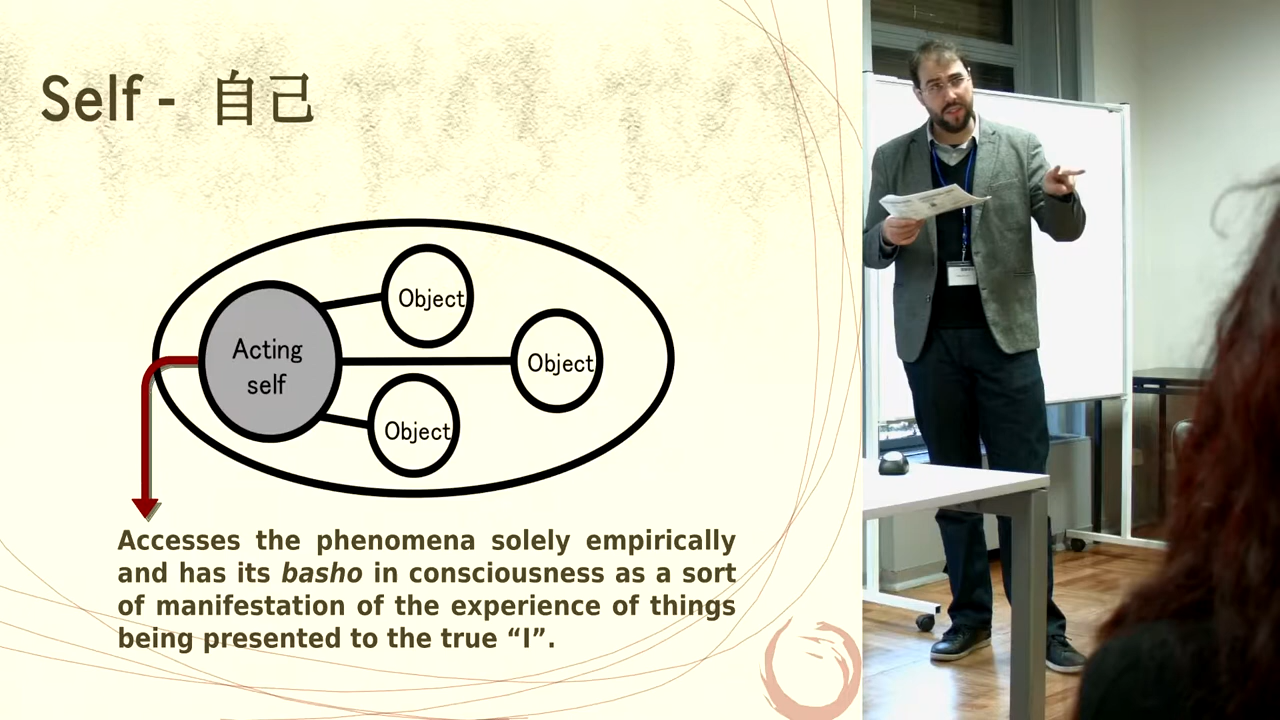 Self - 自己
Object
Acting
self
Object
Object
Accesses the phenomena solely empirically
and has its basho in consciousness as a sort
of manifestation of the experience of things
being presented to the true “I”.